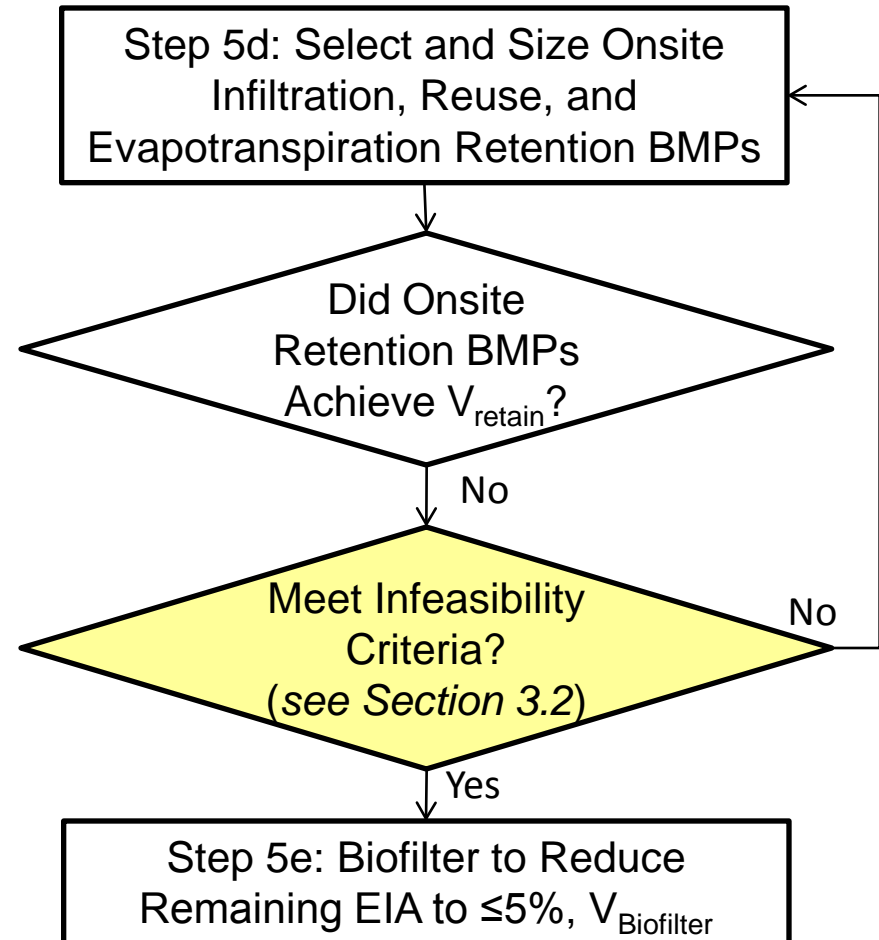 Step 5d: Select and Size Onsite
Infiltration, Reuse, and
Evapotranspiration Retention BMPs
Did Onsite
Retention BMPs
Achieve Vretain?
No
Meet Infeasibility
Criteria?
(see Section 3.2)
No
Yes
Step 5e: Biofilter to Reduce
Remaining EIA to ≤5%, VBiofilter